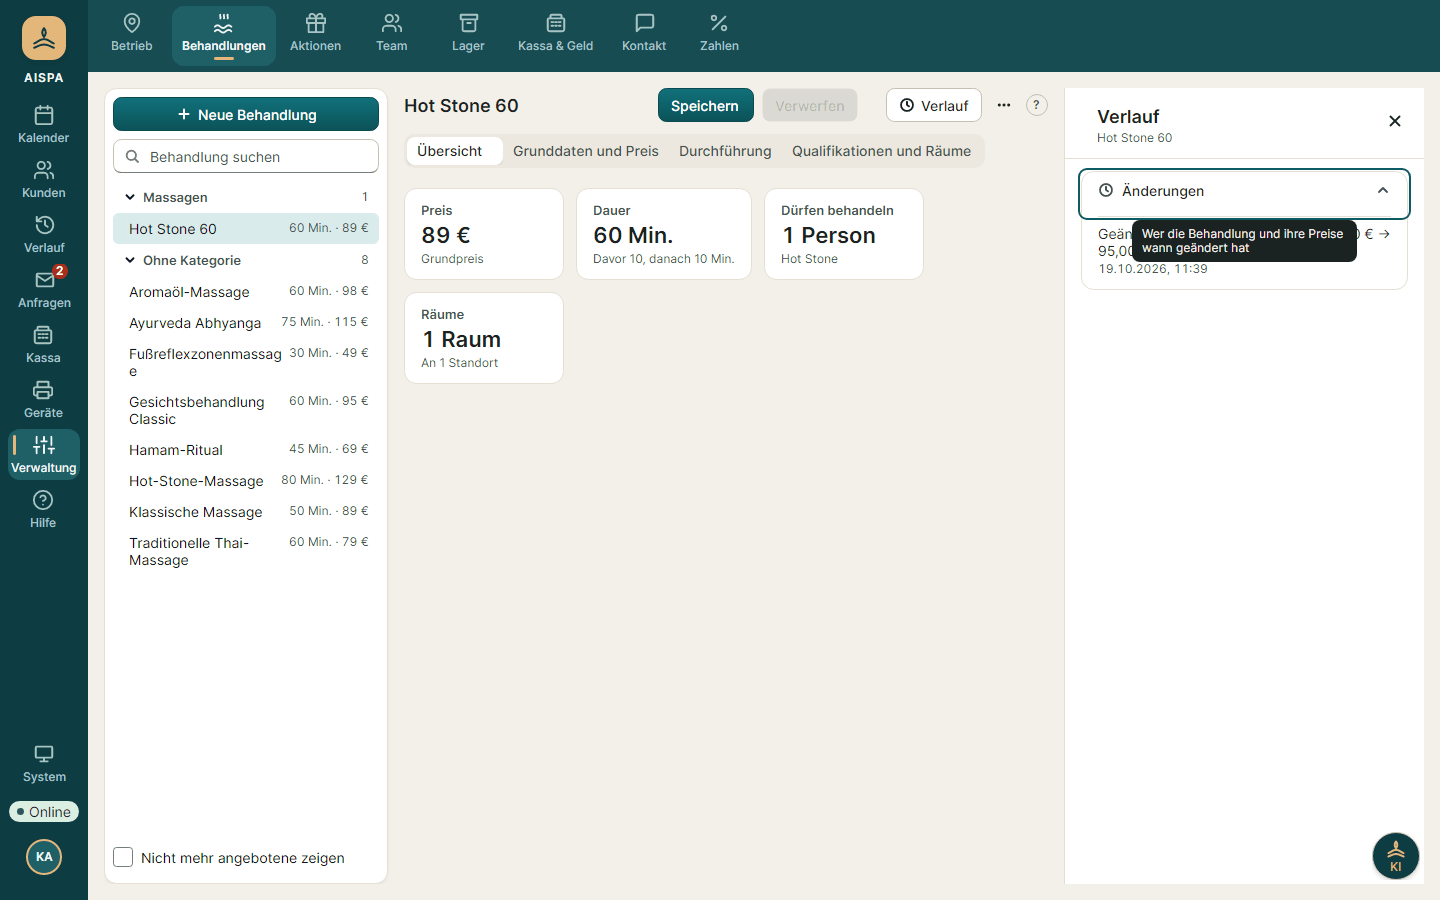 AISPA
Kalender
Kunden
Verlauf
2
Anfragen
Kassa
Geräte
Verwaltung
Hilfe
System
Online
KA
Betrieb
Behandlungen
Aktionen
Team
Lager
Kassa & Geld
Kontakt
Zahlen
Neue Behandlung
Behandlung suchen
Massagen 1
Hot Stone 60 60 Min. · 89 €
Ohne Kategorie 8
Aromaöl-Massage 60 Min. · 98 €
Ayurveda Abhyanga 75 Min. · 115 €
Fußreflexzonenmassag 30 Min. · 49 €
e
Gesichtsbehandlung 60 Min. · 95 €
Classic
Hamam-Ritual 45 Min. · 69 €
Hot-Stone-Massage 80 Min. · 129 €
Klassische Massage 50 Min. · 89 €
Traditionelle Thai- 60 Min. · 79 €
Massage
Nicht mehr angebotene zeigen
Hot Stone 60
Speichern
Verwerfen
Verlauf
?
Übersicht
Grunddaten und Preis
Durchführung
Qualifikationen und Räume
Preis
89 €
Grundpreis
Dauer
60 Min.
Davor 10, danach 10 Min.
Dürfen behandeln
1 Person
Hot Stone
Räume
1 Raum
An 1 Standort
Verlauf
Hot Stone 60
Änderungen
Wer die Behandlung und ihre Preise
wann geändert hat
€ →
19.10.2026, 11:39
KI